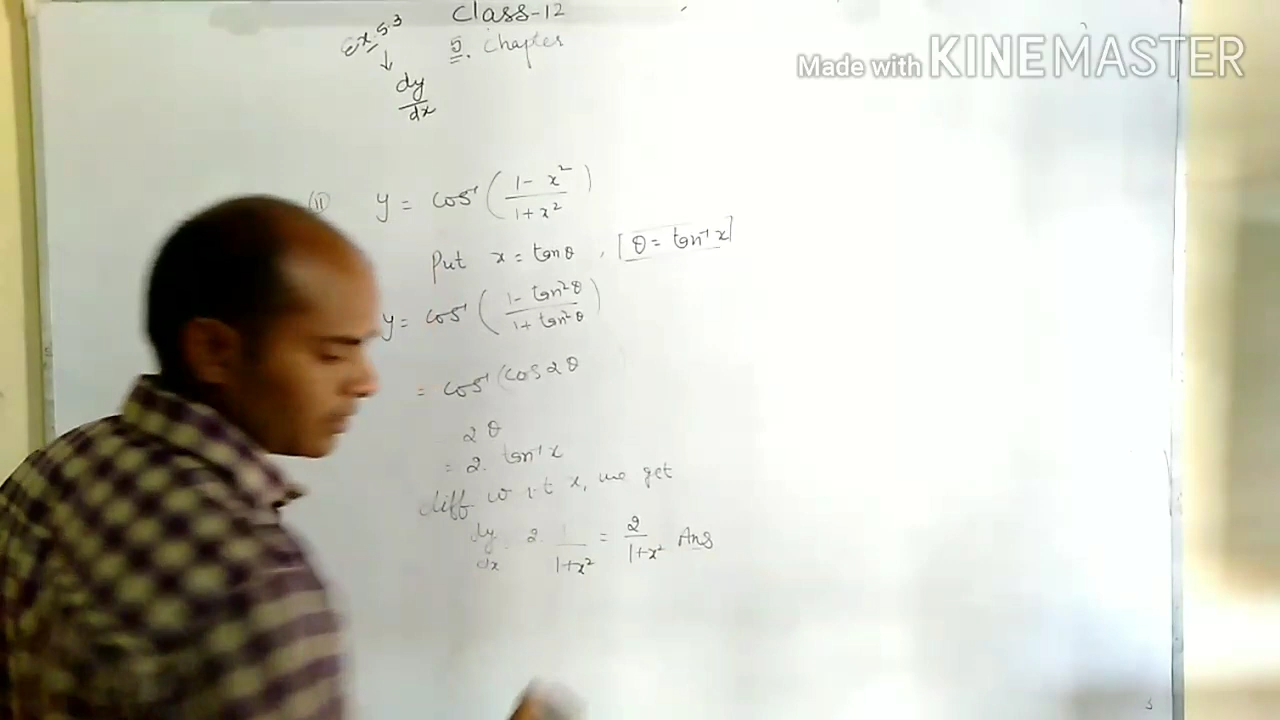 Class-12
Ex 5.3
5. Chapter
↓
dy/dx
Made with KINEMASTER
(11) y = cos⁻¹ ( (1 - x²)/(1 + x²) )
Put x = tanθ , [θ = tan⁻¹ x]
y = cos⁻¹ ( (1 - tan²θ)/(1 + tan²θ) )
= cos⁻¹ (cos 2θ
2θ
= 2. tan⁻¹ x
diff w.r.t x, we get
dy/dx 2. 1/(1+x²) = 2/(1+x²) Ans